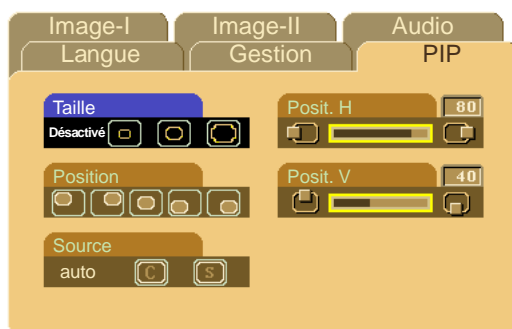 Image-I Image-II Audio
Langue Gestion PIP
Taille
Désactivé
Posit. H 80
Position
Posit. V 40
Source
auto C S